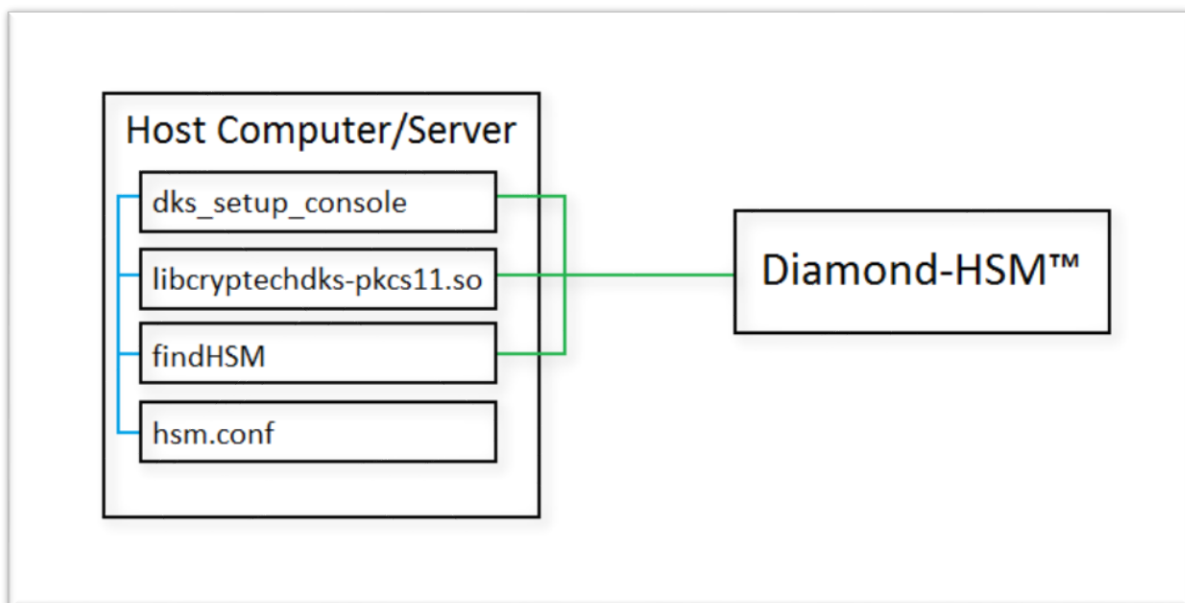 Host Computer/Server
dks_setup_console
libcryptechdks-pkcs11.so
findHSM
hsm.conf
Diamond-HSM™